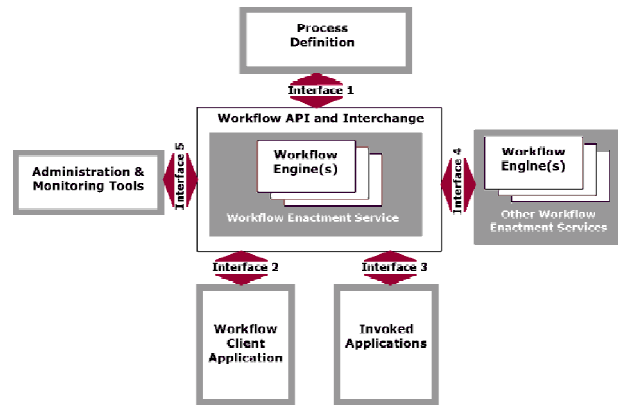 Process
Definition
Interface 1
Workflow API and Interchange
Workflow
Engine(s)
Workflow Enactment Service
Interface 5
Administration &
Monitoring Tools
Interface 4
Workflow
Engine(s)
Other Workflow
Enactment Services
Interface 2
Interface 3
Workflow
Client
Application
Invoked
Applications